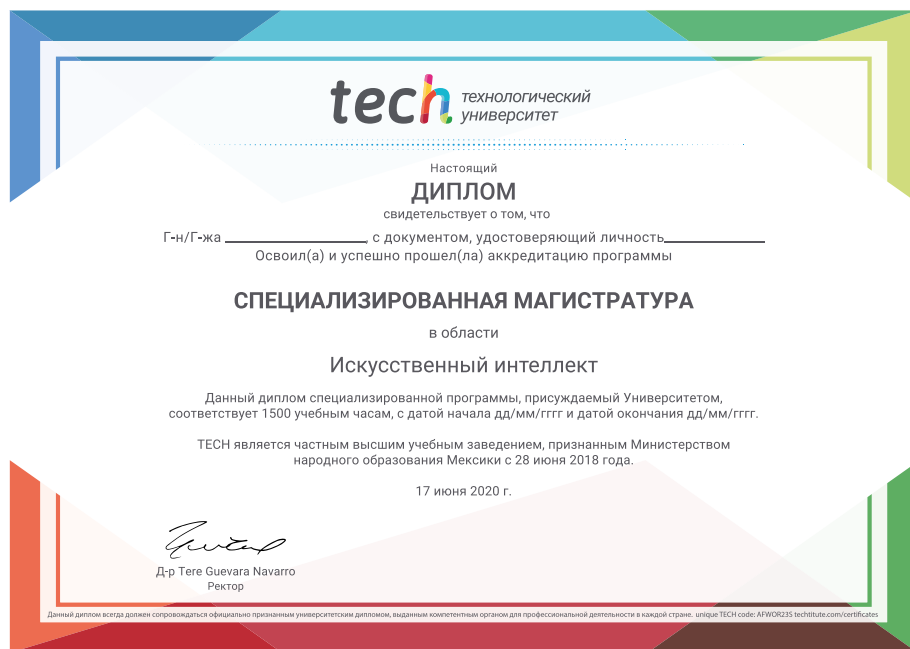 tech технологический
университет
Настоящий
ДИПЛОМ
свидетельствует о том, что
Г-н/Г-жа ____________________, с документом, удостоверяющий личность______________
Освоил(а) и успешно прошел(ла) аккредитацию программы
СПЕЦИАЛИЗИРОВАННАЯ МАГИСТРАТУРА
в области
Искусственный интеллект
Данный диплом специализированной программы, присуждаемый Университетом,
соответствует 1500 учебным часам, с датой начала дд/мм/гггг и датой окончания дд/мм/гггг.
TECH является частным высшим учебным заведением, признанным Министерством
народного образования Мексики с 28 июня 2018 года.
17 июня 2020 г.
Д-р Tere Guevara Navarro
Ректор
Данный диплом всегда должен сопровождаться официально признанным университетским дипломом, выданным компетентным органом для профессиональной деятельности в каждой стране. unique TECH code: AFWOR23S techtitute.com/certificates